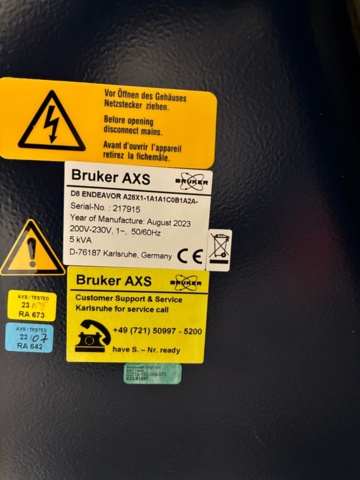 Vor Öffnen des Gehäuses
Netzstecker ziehen.
Before opening
disconnect mains.
Avant d'ouvrir l'appareil
retirez la fichemâle.
Bruker AXS
BRUKER
D8 ENDEAVOR A28X1-1A1A1C0B1A2A-
Serial-No. : 217915
Year of Manufacture: August 2023
200V-230V, 1~, 50/60Hz
5 kVA
D-76187 Karlsruhe, Germany
CE
Bruker AXS
BRUKER
Customer Support & Service
Karlsruhe for service call
+49 (721) 50997 - 5200
have S. – Nr. ready
AXS / TESTED
23
RA 673
AXS / TESTED
23 07
RA 642